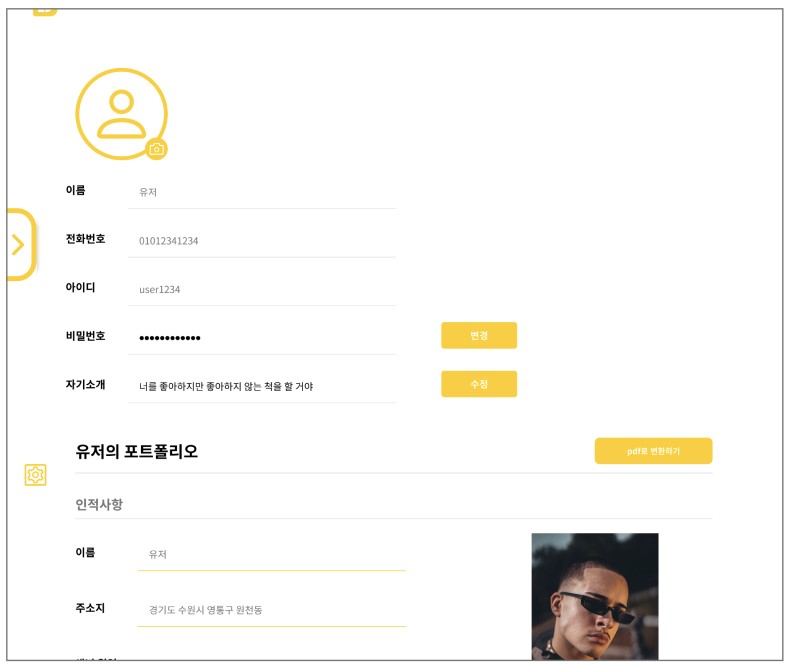 이름
유저
전화번호
01012341234
아이디
user1234
비밀번호
••••••••••••
변경
자기소개
너를 좋아하지만 좋아하지 않는 척을 할 거야
수정
유저의 포트폴리오
pdf로 변환하기
인적사항
이름
유저
주소지
경기도 수원시 영통구 원천동